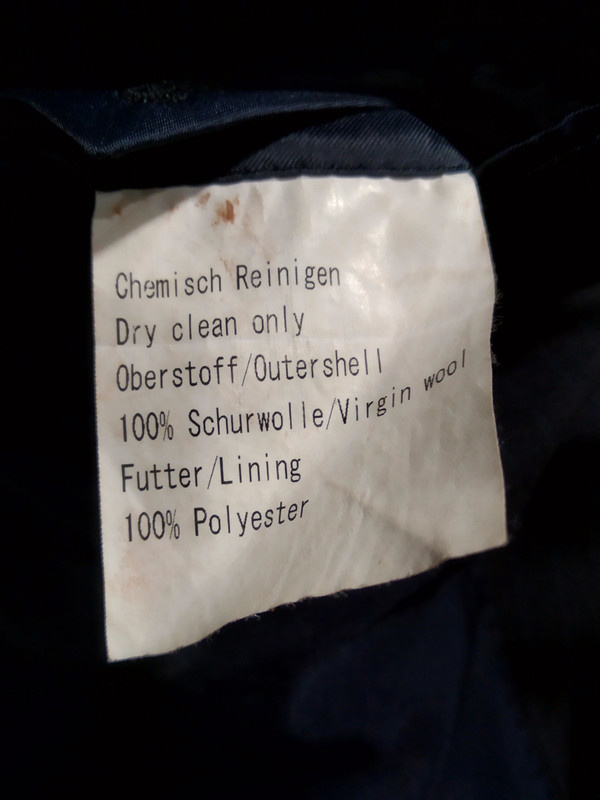 Chemisch Reinigen
Dry clean only
Oberstoff/Outershell
100% Schurwolle/Virgin wool
Futter/Lining
100% Polyester